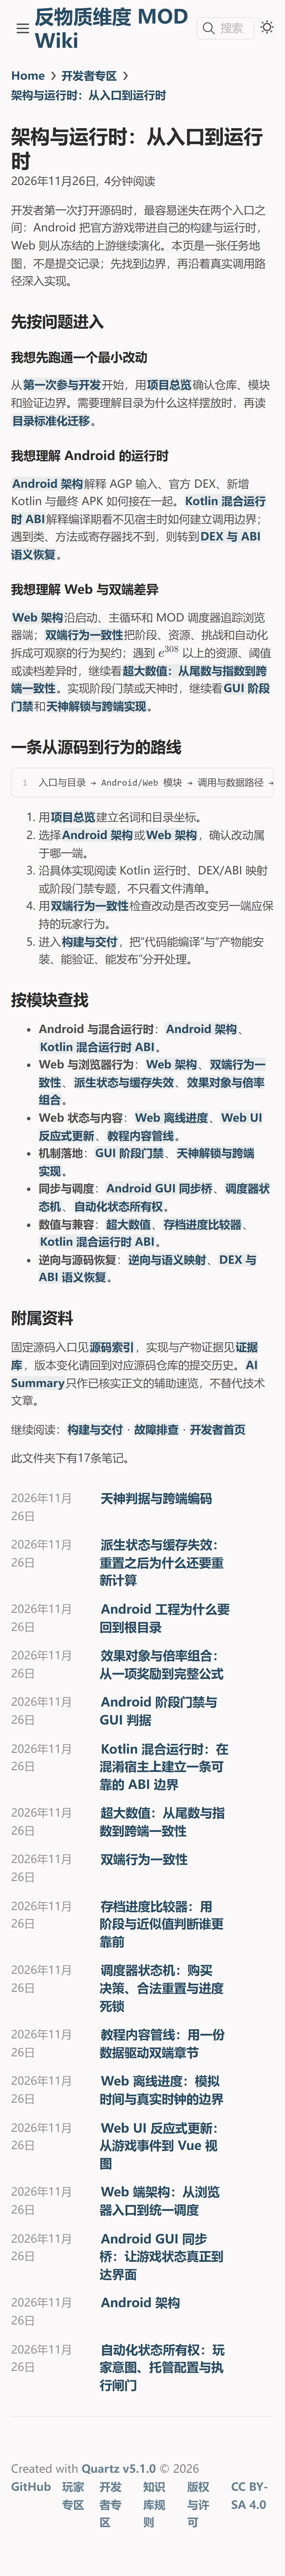 反物质维度 MOD
Wiki
搜索
Home › 开发者专区 ›
架构与运行时：从入口到运行时
架构与运行时：从入口到运行
时
2026年11月26日, 4分钟阅读
开发者第一次打开源码时，最容易迷失在两个入口之
间：Android 把官方游戏带进自己的构建与运行时，
Web 则从冻结的上游继续演化。本页是一张任务地
图，不是提交记录；先找到边界，再沿着真实调用路
径深入实现。
先按问题进入
我想先跑通一个最小改动
从第一次参与开发开始，用项目总览确认仓库、模块
和验证边界。需要理解目录为什么这样摆放时，再读
目录标准化迁移。
我想理解 Android 的运行时
Android 架构解释 AGP 输入、官方 DEX、新增
Kotlin 与最终 APK 如何接在一起。Kotlin 混合运行
时 ABI解释编译期看不见宿主时如何建立调用边界；
遇到类、方法或寄存器找不到，则转到DEX 与 ABI
语义恢复。
我想理解 Web 与双端差异
Web 架构沿启动、主循环和 MOD 调度器追踪浏览
器端；双端行为一致性把阶段、资源、挑战和自动化
拆成可观察的行为契约；遇到 e^308 以上的资源、阈值
或读档差异时，继续看超大数值：从尾数与指数到跨
端一致性。实现阶段门禁或天神时，继续看GUI 阶段
门禁和天神解锁与跨端实现。
一条从源码到行为的路线
1 入口与目录 → Android/Web 模块 → 调用与数据路径 →
1. 用项目总览建立名词和目录坐标。
2. 选择Android 架构或Web 架构，确认改动属
于哪一端。
3. 沿具体实现阅读 Kotlin 运行时、DEX/ABI 映射
或阶段门禁专题，不只看文件清单。
4. 用双端行为一致性检查改动是否改变另一端应保
持的玩家行为。
5. 进入构建与交付，把“代码能编译”与“产物能安
装、能验证、能发布”分开处理。
按模块查找
• Android 与混合运行时：Android 架构、
Kotlin 混合运行时 ABI。
• Web 与浏览器行为：Web 架构、双端行为一
致性、派生状态与缓存失效、效果对象与倍率
组合。
• Web 状态与内容：Web 离线进度、Web UI
反应式更新、教程内容管线。
• 机制落地：GUI 阶段门禁、天神解锁与跨端
实现。
• 同步与调度：Android GUI 同步桥、调度器状
态机、自动化状态所有权。
• 数值与兼容：超大数值、存档进度比较器、
Kotlin 混合运行时 ABI。
• 逆向与源码恢复：逆向与语义映射、DEX 与
ABI 语义恢复。
附属资料
固定源码入口见源码索引，实现与产物证据见证据
库，版本变化请回到对应源码仓库的提交历史。AI
Summary只作已核实正文的辅助速览，不替代技术
文章。
继续阅读：构建与交付 · 故障排查 · 开发者首页
此文件夹下有17条笔记。
2026年11月
26日
天神判据与跨端编码
2026年11月
26日
派生状态与缓存失效：
重置之后为什么还要重
新计算
2026年11月
26日
Android 工程为什么要
回到根目录
2026年11月
26日
效果对象与倍率组合：
从一项奖励到完整公式
2026年11月
26日
Android 阶段门禁与
GUI 判据
2026年11月
26日
Kotlin 混合运行时：在
混淆宿主上建立一条可
靠的 ABI 边界
2026年11月
26日
超大数值：从尾数与指
数到跨端一致性
2026年11月
26日
双端行为一致性
2026年11月
26日
存档进度比较器：用
阶段与近似值判断谁更
靠前
2026年11月
26日
调度器状态机：购买
决策、合法重置与进度
死锁
2026年11月
26日
教程内容管线：用一份
数据驱动双端章节
2026年11月
26日
Web 离线进度：模拟
时间与真实时钟的边界
2026年11月
26日
Web UI 反应式更新：
从游戏事件到 Vue 视
图
2026年11月
26日
Web 端架构：从浏览
器入口到统一调度
2026年11月
26日
Android GUI 同步
桥：让游戏状态真正到
达界面
2026年11月
26日
Android 架构
2026年11月
26日
自动化状态所有权：玩
家意图、托管配置与执
行闸门
Created with Quartz v5.1.0 © 2026
GitHub 玩家专区 开发者专区 知识库规则 版权与许可 CC BY-SA 4.0